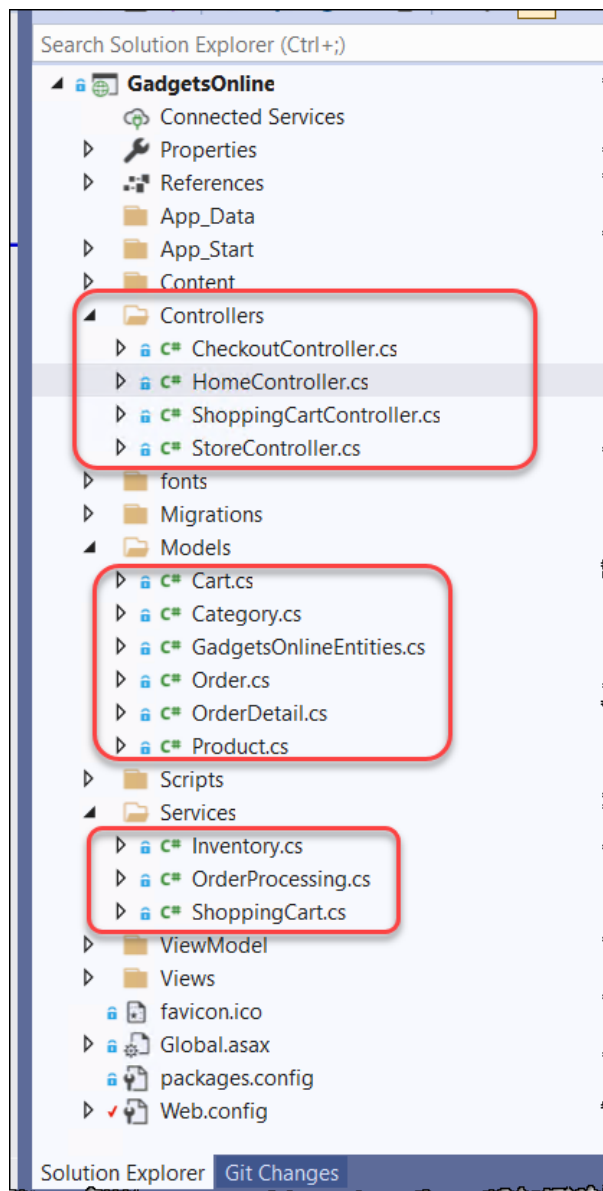 Search Solution Explorer (Ctrl+;)
GadgetsOnline
Connected Services
Properties
References
App_Data
App_Start
Content
Controllers
C# CheckoutController.cs
C# HomeController.cs
C# ShoppingCartController.cs
C# StoreController.cs
fonts
Migrations
Models
C# Cart.cs
C# Category.cs
C# GadgetsOnlineEntities.cs
C# Order.cs
C# OrderDetail.cs
C# Product.cs
Scripts
Services
C# Inventory.cs
C# OrderProcessing.cs
C# ShoppingCart.cs
ViewModel
Views
favicon.ico
Global.asax
packages.config
Web.config
Solution Explorer Git Changes